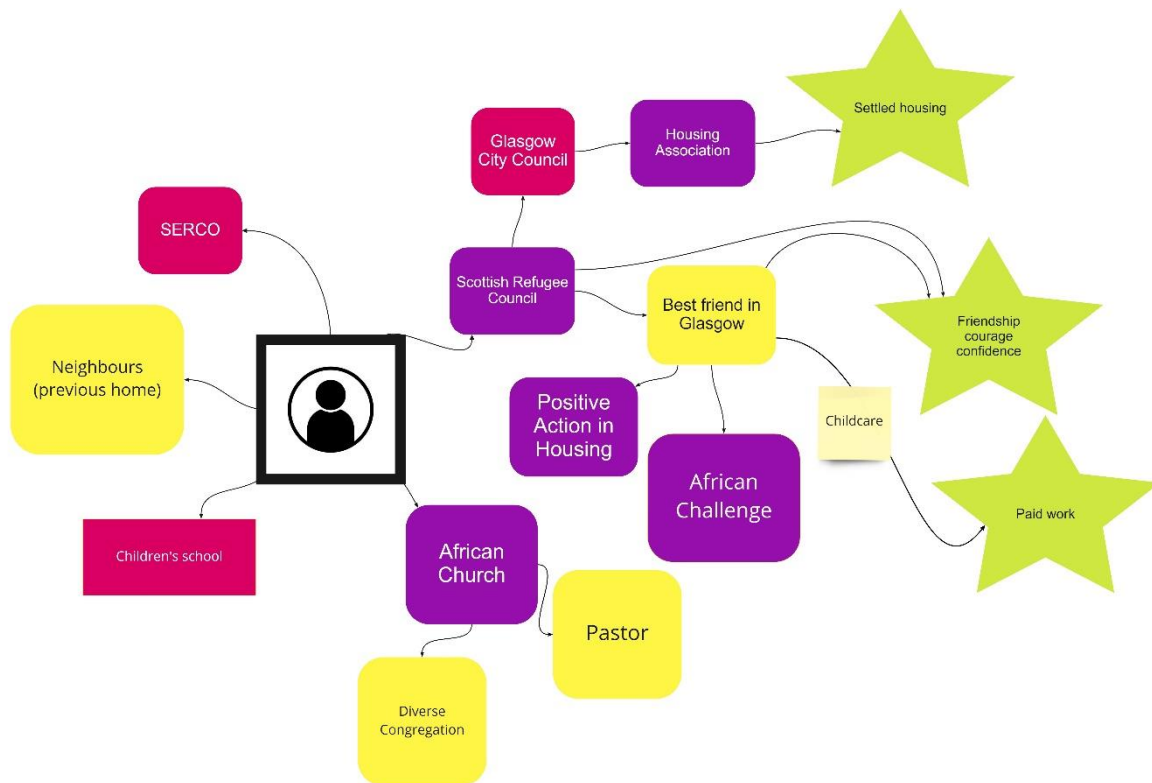 Settled housing
Glasgow
City Council
Housing
Association
SERCO
Scottish Refugee
Council
Best friend in
Glasgow
Friendship
courage
confidence
Neighbours
(previous home)
Positive
Action in
Housing
Childcare
African
Challenge
Paid work
Children's school
African
Church
Pastor
Diverse
Congregation